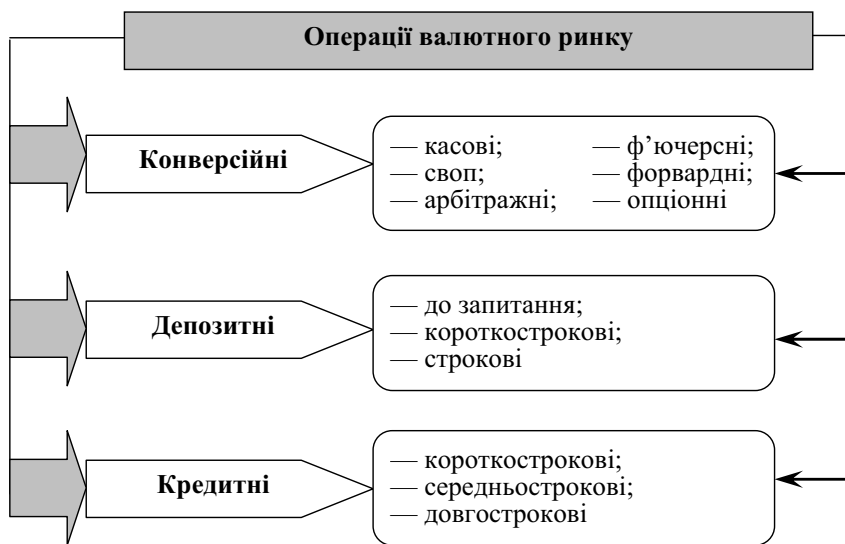 Операції валютного ринку
Конверсійні
— касові; — ф’ючерсні;
— своп; — форвардні;
— арбітражні; — опціонні
Депозитні
— до запитання;
— короткострокові;
— строкові
Кредитні
— короткострокові;
— середньострокові;
— довгострокові